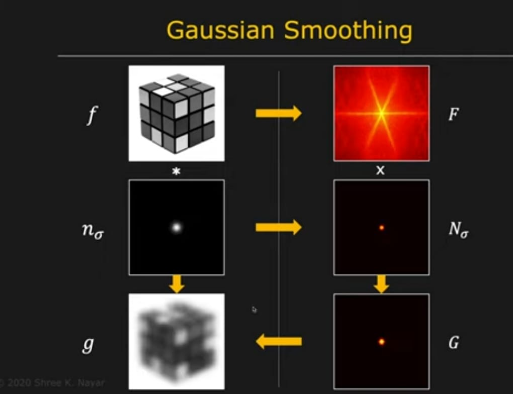 Gaussian Smoothing
f F
* x
nσ Nσ
g G
© 2020 Shree K. Nayar